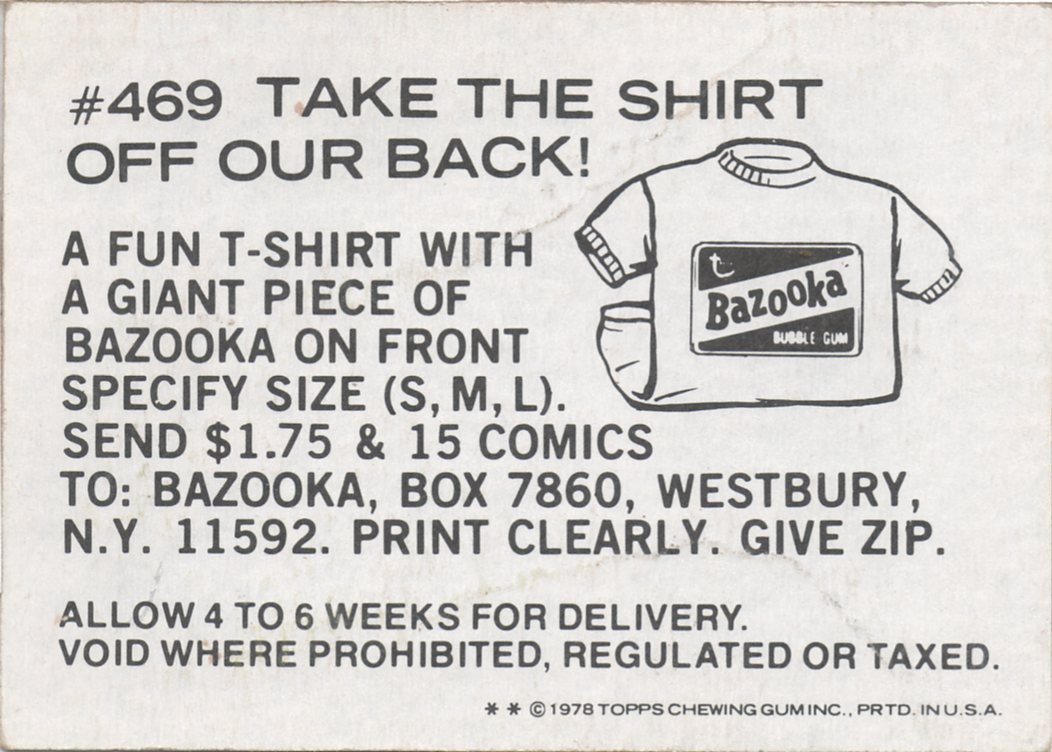 #469 TAKE THE SHIRT
OFF OUR BACK!
A FUN T-SHIRT WITH
A GIANT PIECE OF
BAZOOKA ON FRONT
SPECIFY SIZE (S, M, L).
SEND $1.75 & 15 COMICS
TO: BAZOOKA, BOX 7860, WESTBURY,
N.Y. 11592. PRINT CLEARLY. GIVE ZIP.
t
Bazooka
BUBBLE GUM
ALLOW 4 TO 6 WEEKS FOR DELIVERY.
VOID WHERE PROHIBITED, REGULATED OR TAXED.
* * © 1978 TOPPS CHEWING GUM INC., PRTD. IN U.S.A.